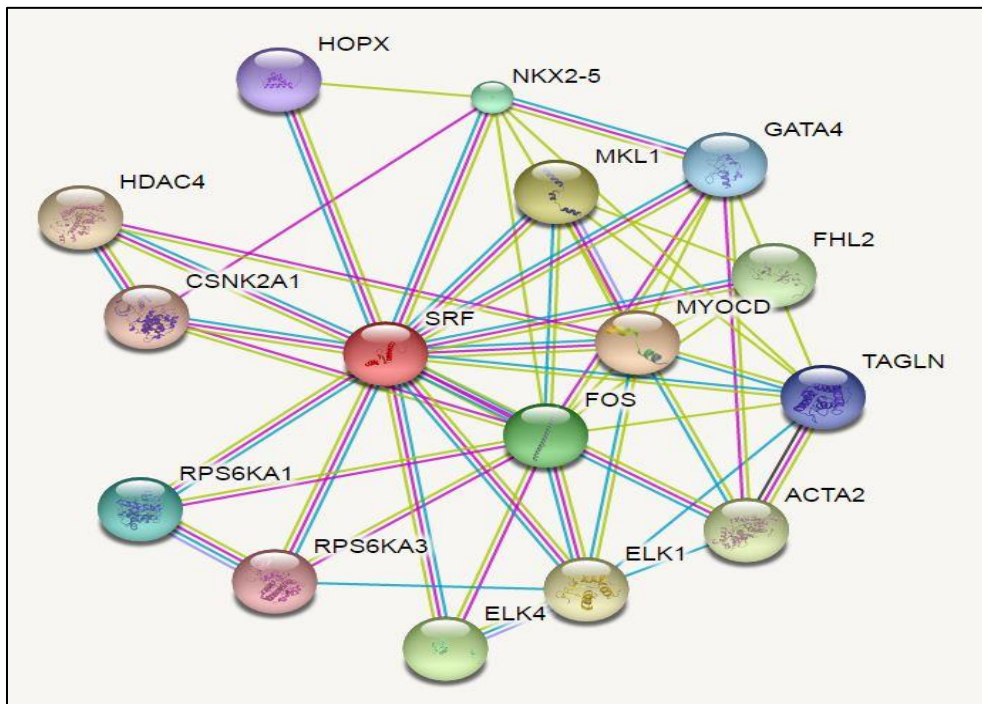 HOPX
NKX2-5
GATA4
MKL1
HDAC4
FHL2
CSNK2A1
MYOCD
SRF
TAGLN
FOS
RPS6KA1
ACTA2
RPS6KA3
ELK1
ELK4